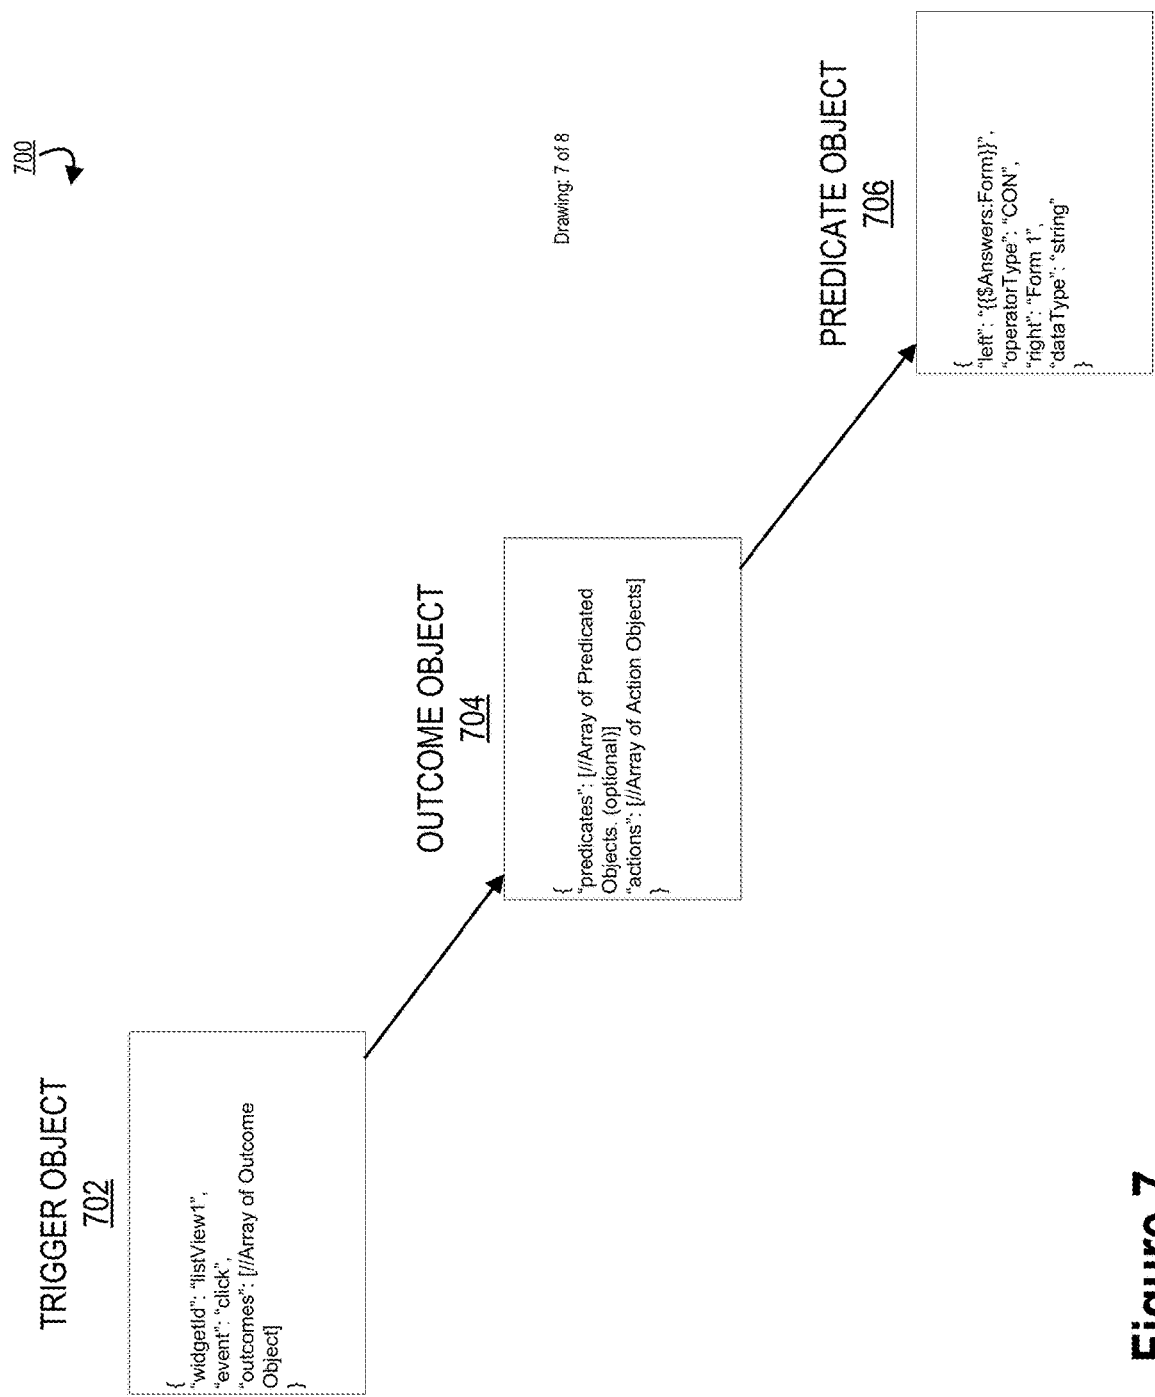 700
TRIGGER OBJECT
702
{
"widgetId": "listView1",
"event": "click",
"outcomes": [//Array of Outcome
Object]
}
OUTCOME OBJECT
704
{
"predicates": [//Array of Predicated
Objects. (optional)]
"actions": [//Array of Action Objects]
}
Drawing: 7 of 8
PREDICATE OBJECT
706
{
"left": "{{$Answers:Form}}",
"operatorType": "CON",
"right": "Form 1",
"dataType": "string"
}
Figure 7